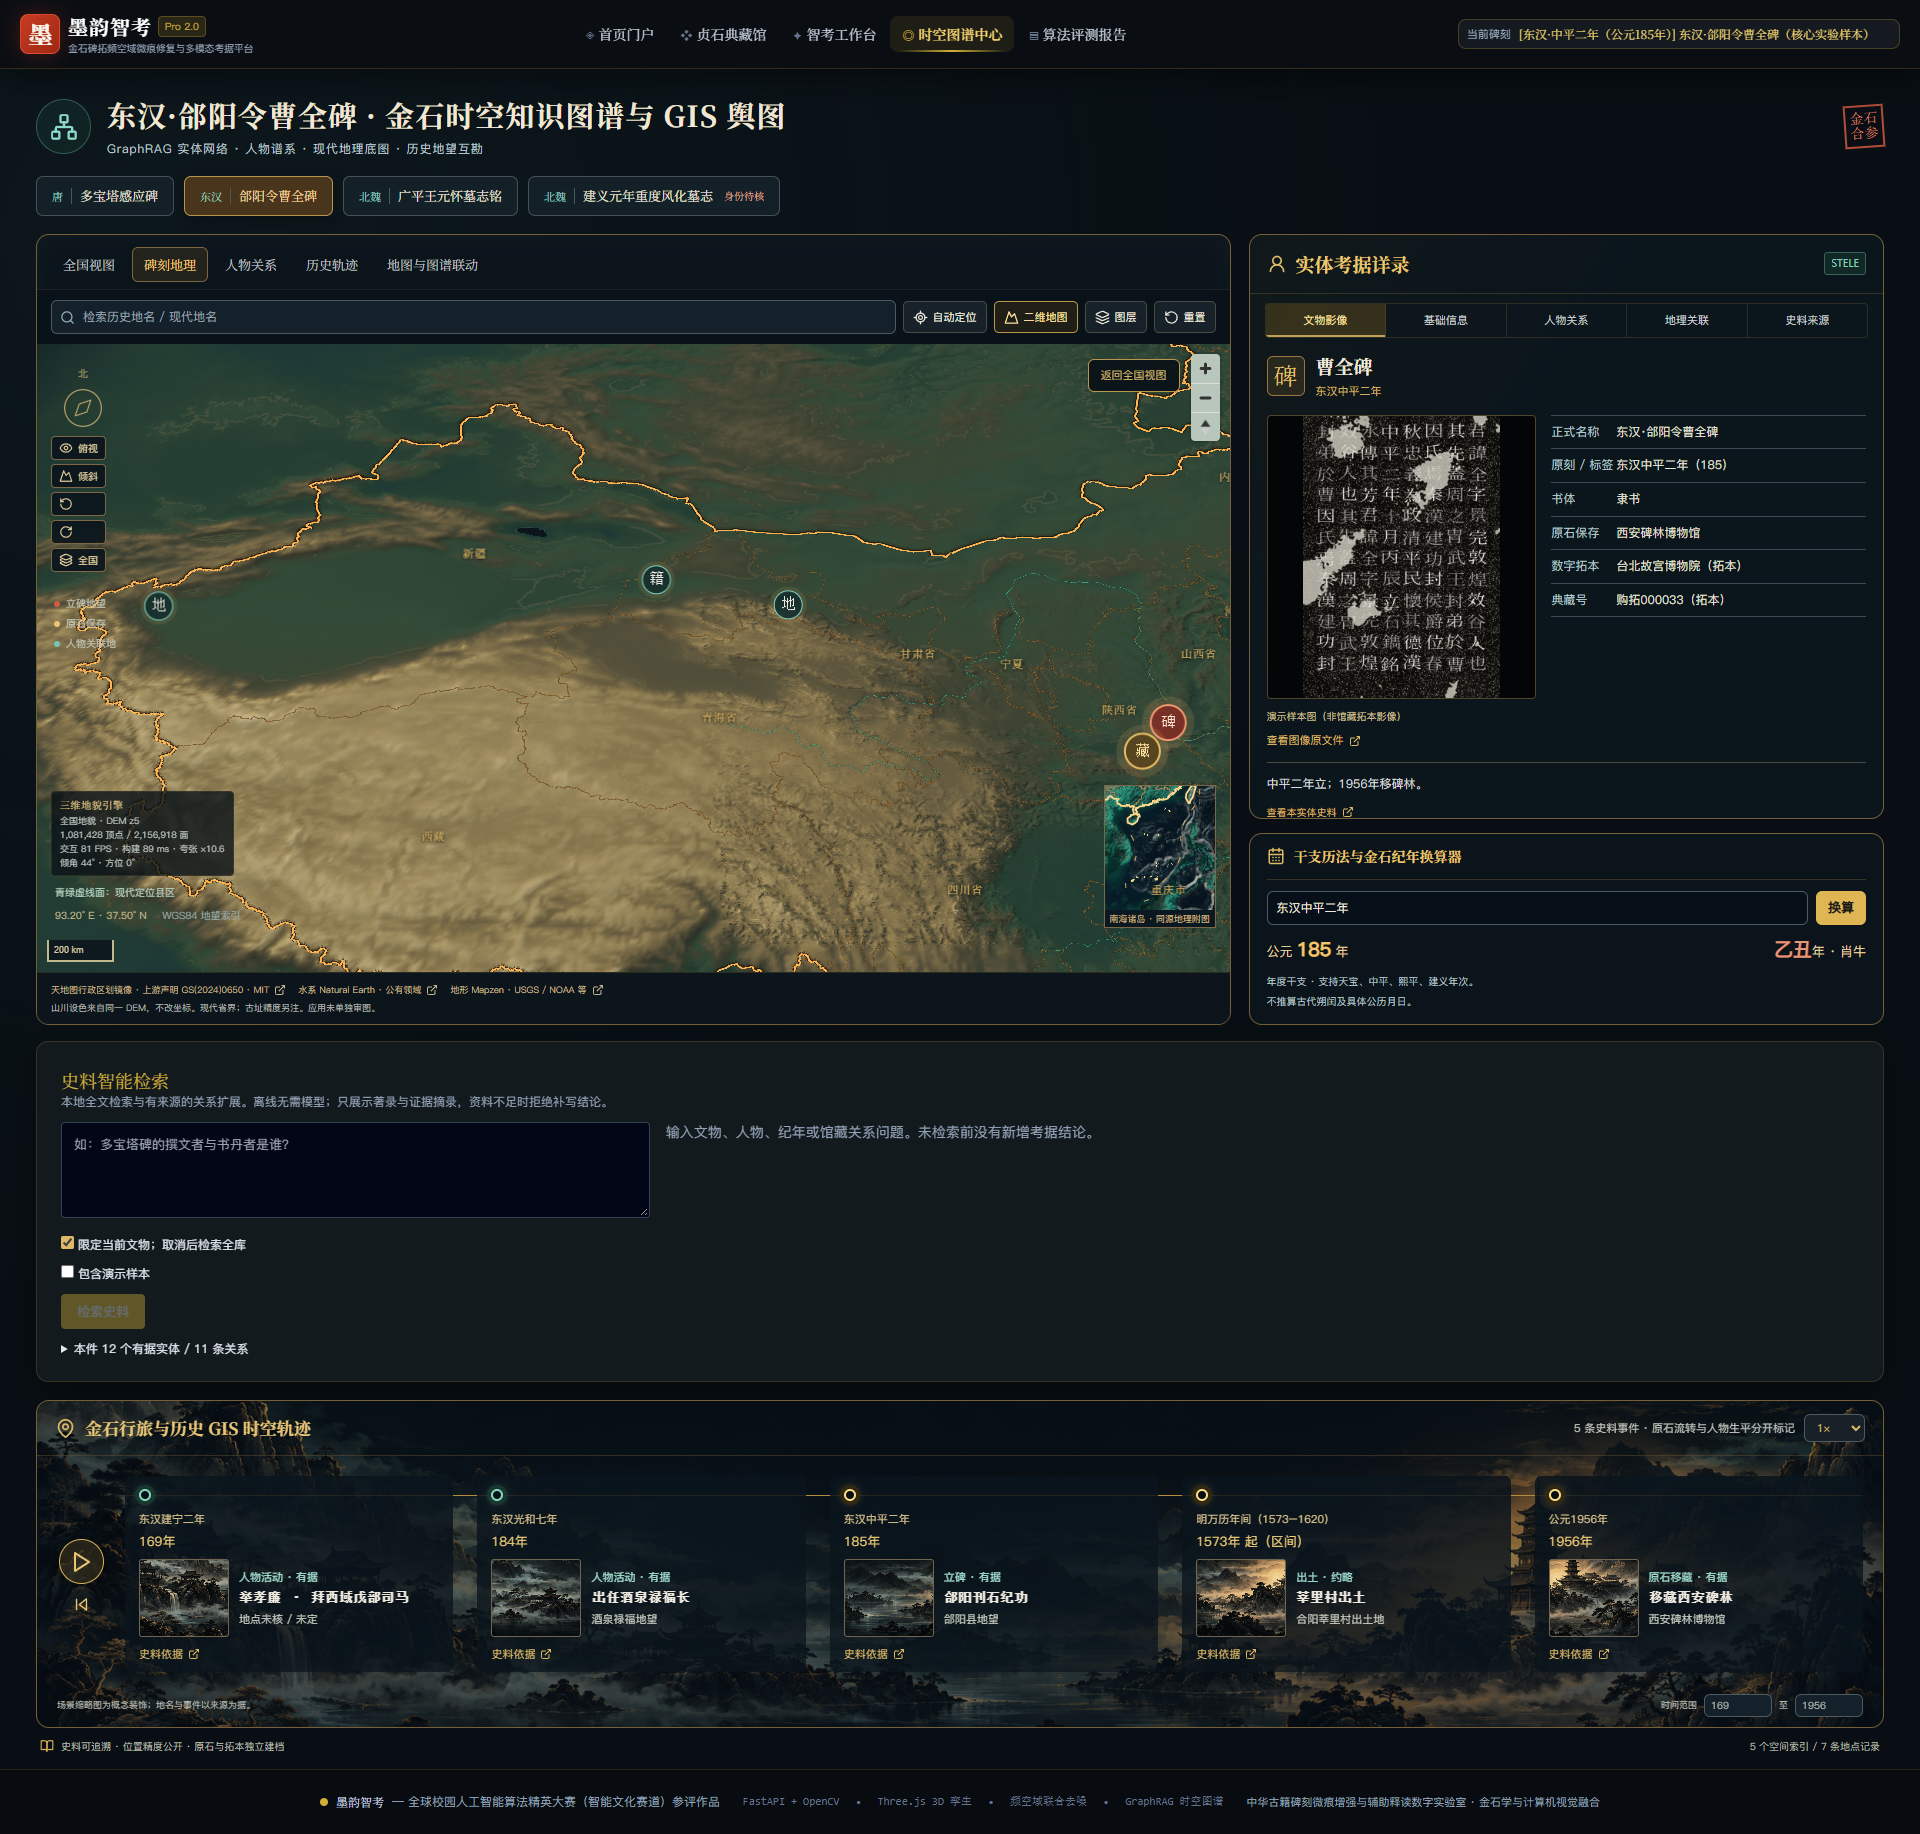 墨
墨韵智考 Pro 2.0
金石碑拓频空域微痕修复与多模态考据平台
首页门户
贞石典藏馆
智考工作台
时空图谱中心
算法评测报告
当前碑刻 [东汉·中平二年（公元185年）] 东汉·郃阳令曹全碑（核心实验样本）
东汉·郃阳令曹全碑 · 金石时空知识图谱与 GIS 舆图
GraphRAG 实体网络 · 人物谱系 · 现代地理底图 · 历史地望互勘
金石
合参
唐 多宝塔感应碑
东汉 郃阳令曹全碑
北魏 广平王元怀墓志铭
北魏 建义元年重度风化墓志 身份待核
全国视图
碑刻地理
人物关系
历史轨迹
地图与图谱联动
检索历史地名 / 现代地名
自动定位
二维地图
图层
重置
北
返回全国视图
俯视
倾斜
全国
立碑地望
原石保存
人物关联地
新疆
籍
地
地
内
甘肃省
宁夏
山西省
青海省
陕西省
碑
藏
西藏
四川省
重庆市
南海诸岛 · 同源地理附图
三维地貌引擎
全国地貌 · DEM z5
1,081,428 顶点 / 2,156,918 面
交互 81 FPS · 构建 89 ms · 夸张 ×10.6
倾角 44° · 方位 0°
青绿虚线面：现代定位县区
93.20° E · 37.50° N WGS84 地望索引
200 km
天地图行政区划镜像 · 上游声明 GS(2024)0650 · MIT 水系 Natural Earth · 公有领域 地形 Mapzen · USGS / NOAA 等
山川设色来自同一 DEM，不改坐标。现代省界；古址精度另注。应用未单独审图。
实体考据详录
STELE
文物影像
基础信息
人物关系
地理关联
史料来源
碑
曹全碑
东汉中平二年
正式名称 东汉·郃阳令曹全碑
原刻 / 标签 东汉中平二年（185）
书体 隶书
原石保存 西安碑林博物馆
数字拓本 台北故宫博物院（拓本）
典藏号 购拓000033（拓本）
演示样本图（非馆藏拓本影像）
查看图像原文件
中平二年立；1956年移碑林。
查看本实体史料
干支历法与金石纪年换算器
东汉中平二年
换算
公元 185 年
乙丑年 · 肖牛
年度干支 · 支持天宝、中平、熙平、建义年次。
不推算古代朔闰及具体公历月日。
史料智能检索
本地全文检索与有来源的关系扩展。离线无需模型；只展示著录与证据摘录，资料不足时拒绝补写结论。
如：多宝塔碑的撰文者与书丹者是谁？
输入文物、人物、纪年或馆藏关系问题。未检索前没有新增考据结论。
限定当前文物；取消后检索全库
包含演示样本
检索史料
本件 12 个有据实体 / 11 条关系
金石行旅与历史 GIS 时空轨迹
5 条史料事件 · 原石流转与人物生平分开标记
1×
东汉建宁二年
169年
人物活动 · 有据
举孝廉 · 拜西域戊部司马
地点未核 / 未定
史料依据
东汉光和七年
184年
人物活动 · 有据
出任酒泉禄福长
酒泉禄福地望
史料依据
东汉中平二年
185年
立碑 · 有据
郃阳刊石纪功
郃阳县地望
史料依据
明万历年间（1573—1620）
1573年 起（区间）
出土 · 约略
莘里村出土
合阳莘里村出土地
史料依据
公元1956年
1956年
原石移藏 · 有据
移藏西安碑林
西安碑林博物馆
史料依据
场景缩略图为概念装饰；地名与事件以来源为据。
时间范围 169 至 1956
史料可追溯 · 位置精度公开 · 原石与拓本独立建档
5 个空间索引 / 7 条地点记录
墨韵智考 — 全球校园人工智能算法精英大赛（智能文化赛道）参评作品 FastAPI + OpenCV • Three.js 3D 孪生 • 频空域联合去噪 • GraphRAG 时空图谱 中华古籍碑刻微痕增强与辅助释读数字实验室 · 金石学与计算机视觉融合